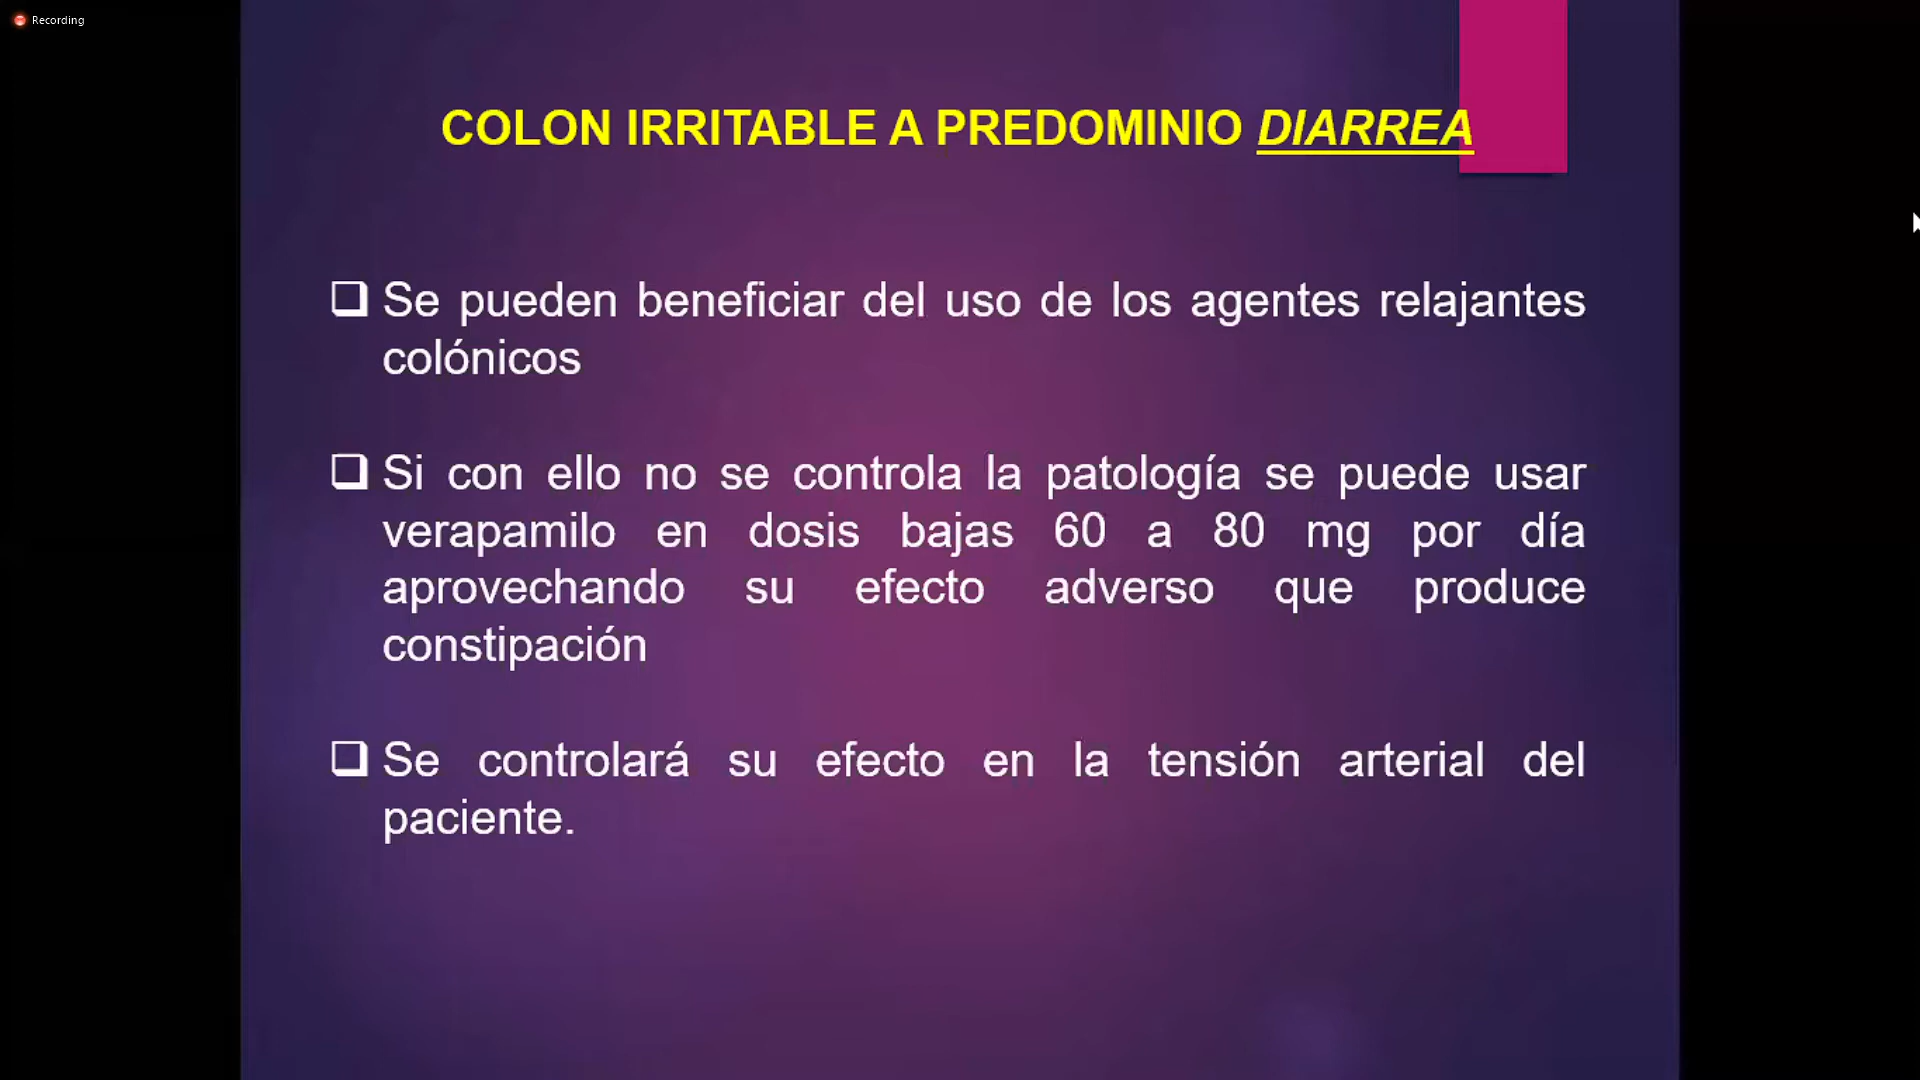 Recording
COLON IRRITABLE A PREDOMINIO DIARREA
Se pueden beneficiar del uso de los agentes relajantes
colónicos
Si con ello no se controla la patología se puede usar
verapamilo en dosis bajas 60 a 80 mg por día
aprovechando su efecto adverso que produce
constipación
Se controlará su efecto en la tensión arterial del
paciente.